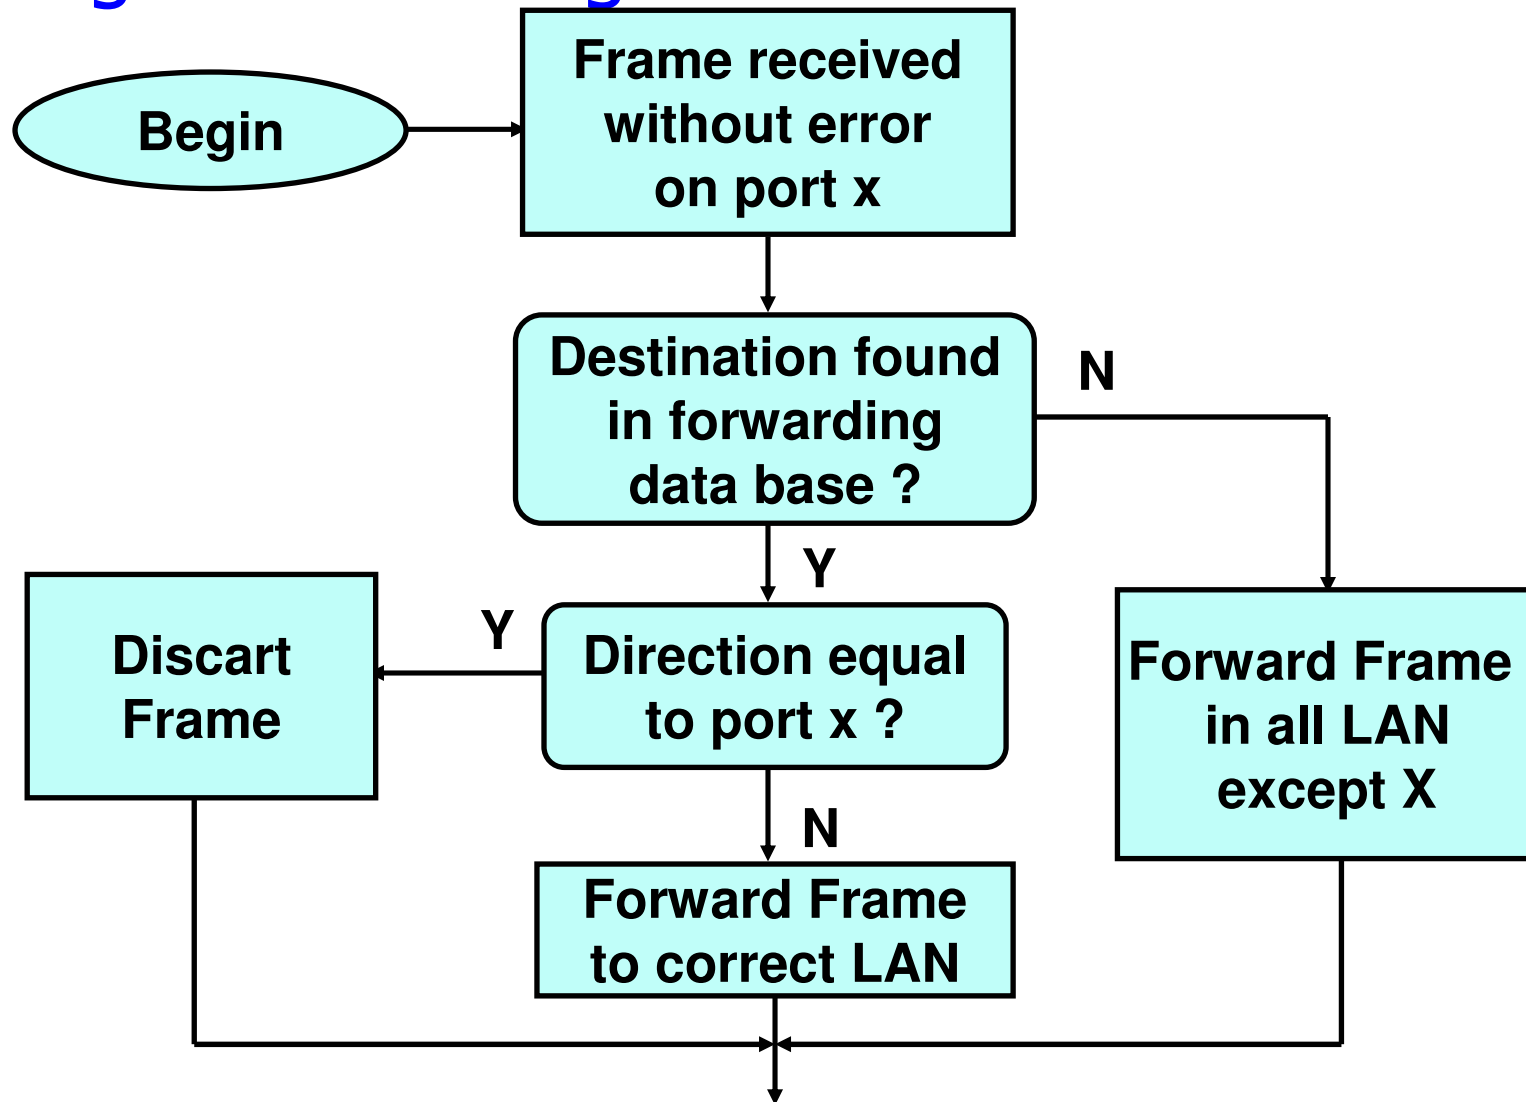 Begin
Frame received
without error
on port x
Destination found
in forwarding
data base ?
N
Y
Direction equal
to port x ?
Y
Discart
Frame
N
Forward Frame
to correct LAN
Forward Frame
in all LAN
except X